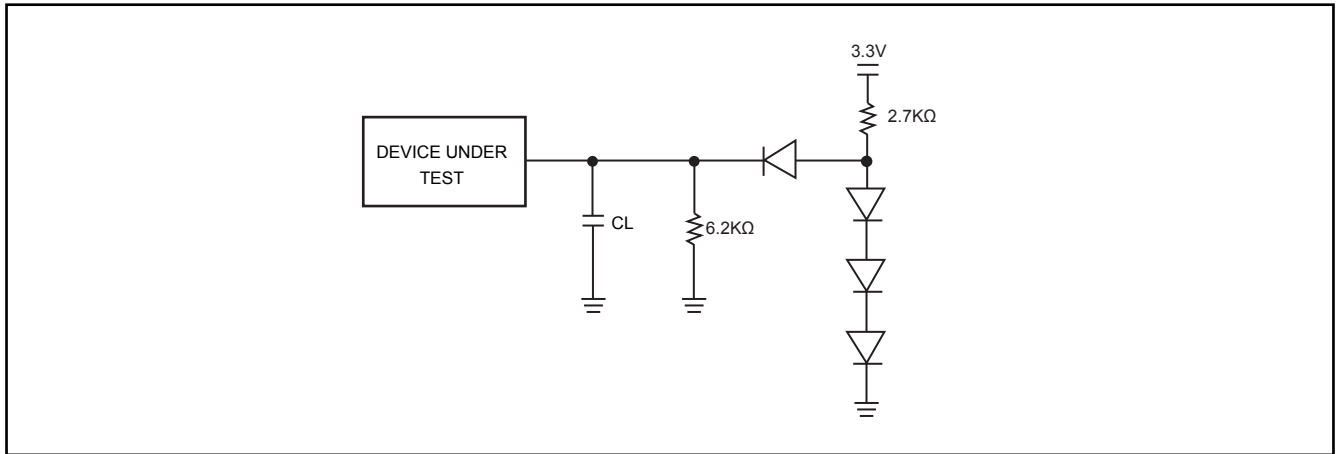 3.3V
2.7KΩ
DEVICE UNDER
TEST
CL
6.2KΩ